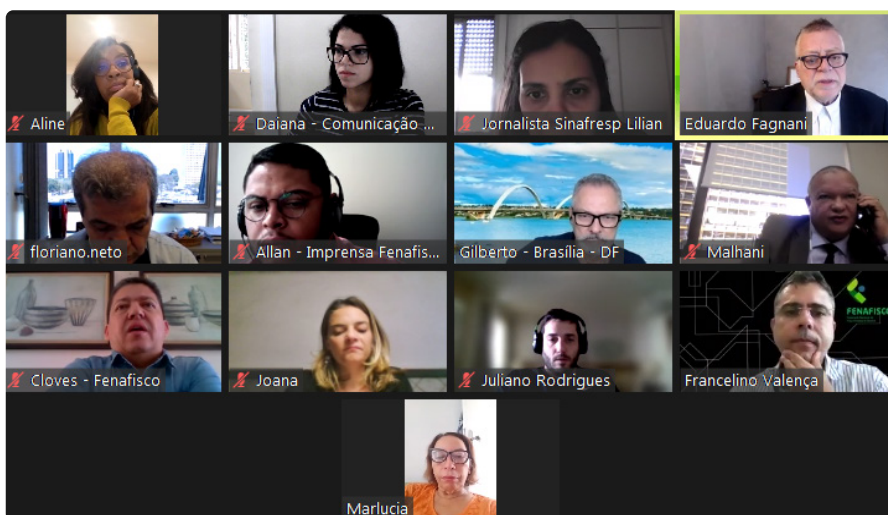 Aline
Daiana - Comunicação ...
Jornalista Sinafresp Lilian
Eduardo Fagnani
floriano.neto
Allan - Imprensa Fenafis...
Gilberto - Brasília - DF
Malhani
Cloves - Fenafisco
Joana
Juliano Rodrigues
FENAFISCO
Francelino Valença
Marlucia